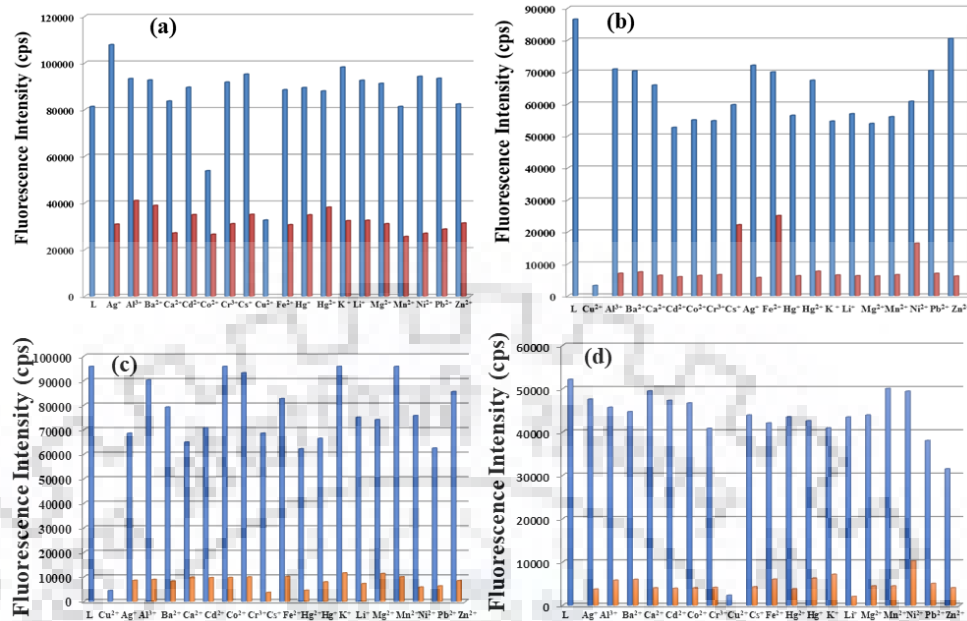 (a)
Fluorescence Intensity (cps)
120000
100000
80000
60000
40000
20000
0
L Ag⁺ Al³⁺ Ba²⁺ Ca²⁺ Cd²⁺ Co²⁺ Cr³⁺ Cs⁺ Cu²⁺ Fe²⁺ Hg⁺ Hg²⁺ K⁺ Li⁺ Mg²⁺ Mn²⁺ Ni²⁺ Pb²⁺ Zn²⁺
(b)
Fluorescence Intensity (cps)
90000
80000
70000
60000
50000
40000
30000
20000
10000
0
L Cu²⁺ Al³⁺ Ba²⁺ Ca²⁺ Cd²⁺ Co²⁺ Cr³⁺ Cs⁺ Ag⁺ Fe²⁺ Hg⁺ Hg²⁺ K⁺ Li⁺ Mg²⁺ Mn²⁺ Ni²⁺ Pb²⁺ Zn²
(c)
Fluorescence Intensity (cps)
100000
90000
80000
70000
60000
50000
40000
30000
20000
10000
0
L Cu²⁺ Ag⁺ Al³⁺ Ba²⁺ Ca²⁺ Cd²⁺ Co²⁺ Cr³⁺ Cs⁺ Fe²⁺ Hg²⁺ Hg⁺ K⁺ Li⁺ Mg²⁺ Mn²⁺ Ni²⁺ Pb²⁺ Zn²⁺
(d)
Fluorescence Intensity (cps)
60000
50000
40000
30000
20000
10000
0
L Ag⁺ Al³⁺ Ba²⁺ Ca²⁺ Cd²⁺ Co²⁺ Cr³⁺ Cu²⁺ Cs⁺ Fe²⁺ Hg²⁺ Hg⁺ K⁺ Li⁺ Mg²⁺ Mn²⁺ Ni²⁺ Pb²⁺ Zn²⁺